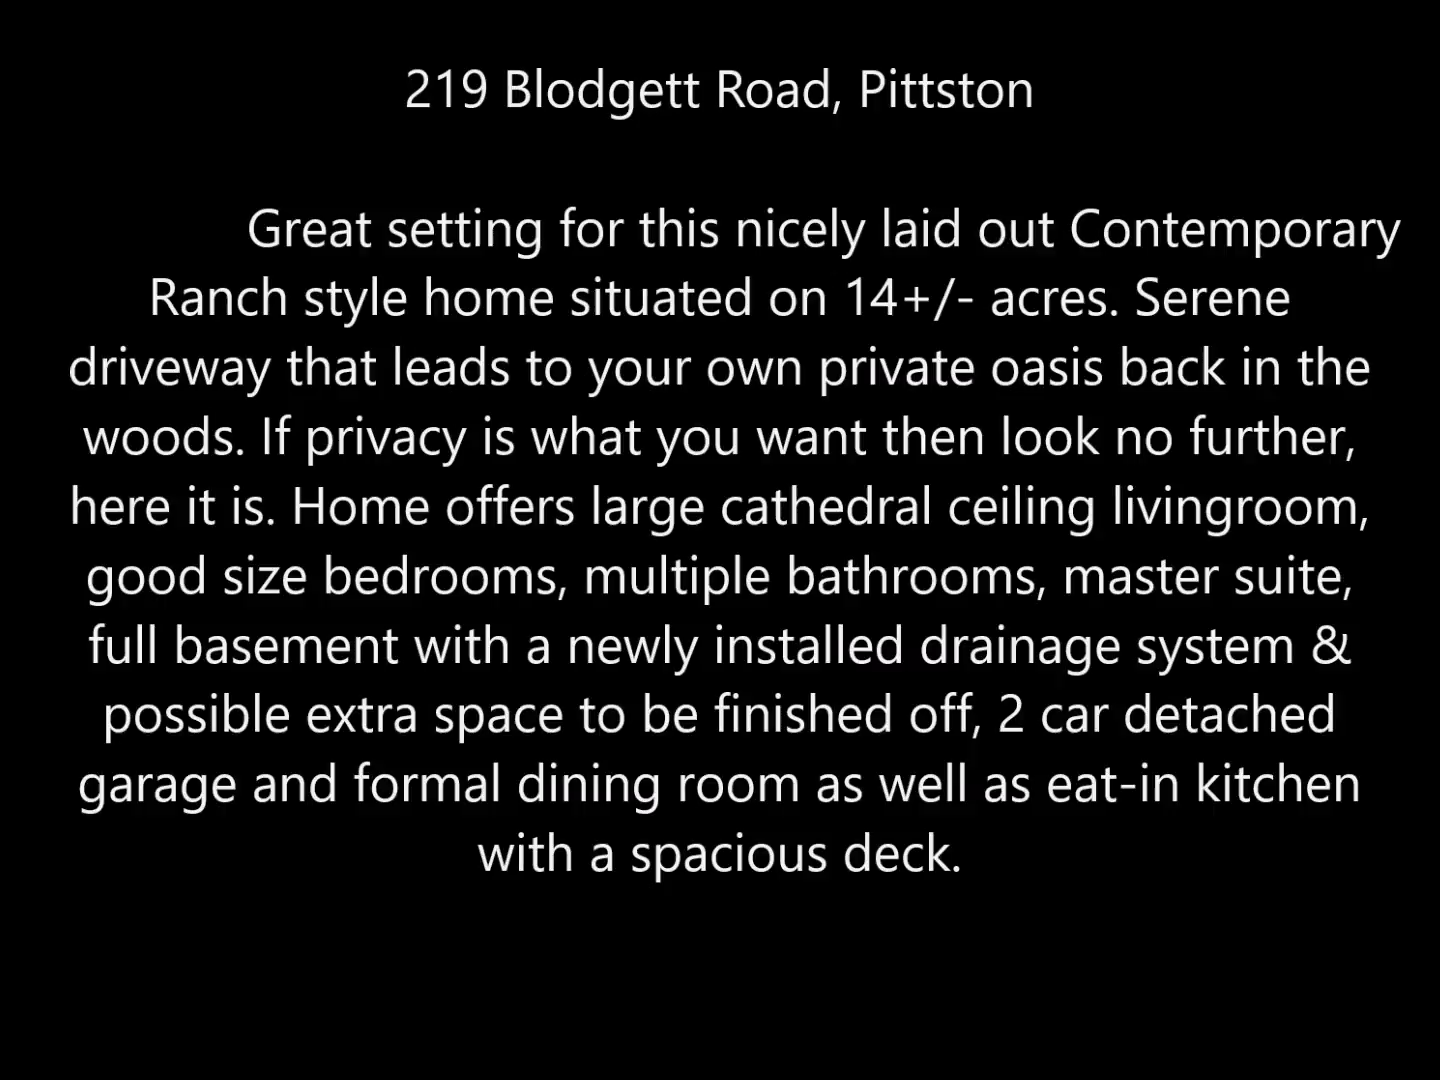 219 Blodgett Road, Pittston
Great setting for this nicely laid out Contemporary
Ranch style home situated on 14+/- acres. Serene
driveway that leads to your own private oasis back in the
woods. If privacy is what you want then look no further,
here it is. Home offers large cathedral ceiling livingroom,
good size bedrooms, multiple bathrooms, master suite,
full basement with a newly installed drainage system &
possible extra space to be finished off, 2 car detached
garage and formal dining room as well as eat-in kitchen
with a spacious deck.